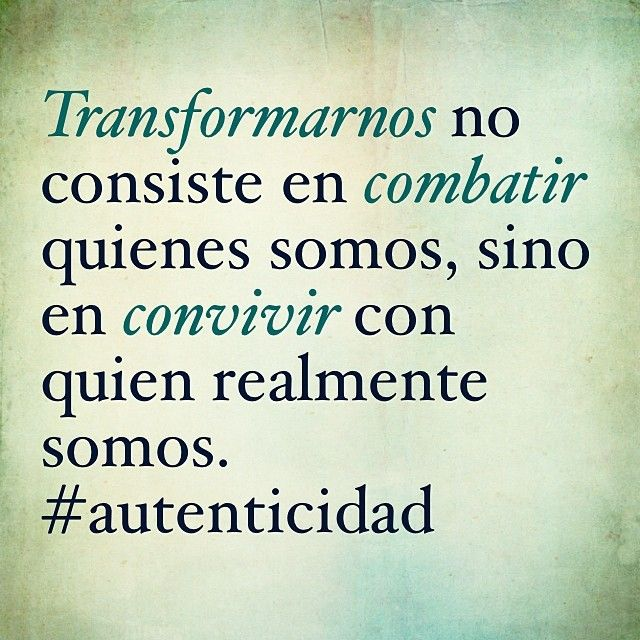 Transformarnos no
consiste en combatir
quienes somos, sino
en convivir con
quien realmente
somos.
#autenticidad